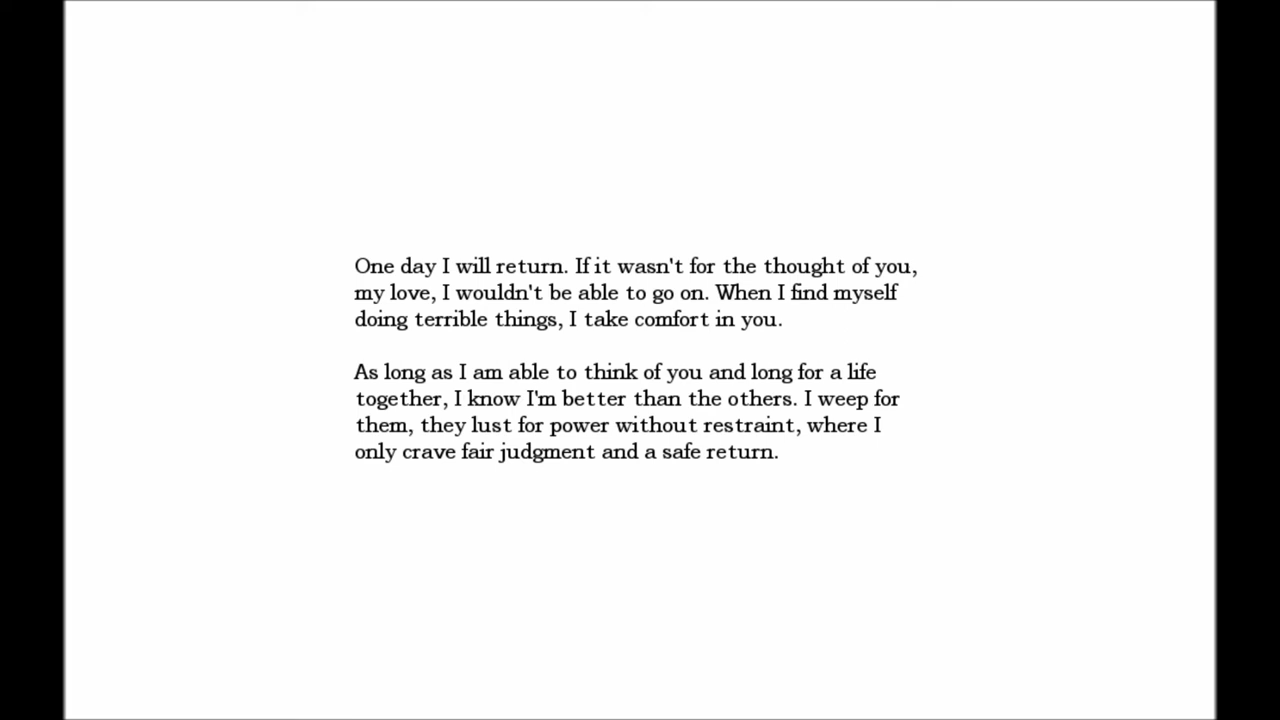 One day I will return. If it wasn't for the thought of you,
my love, I wouldn't be able to go on. When I find myself
doing terrible things, I take comfort in you.
As long as I am able to think of you and long for a life
together, I know I'm better than the others. I weep for
them, they lust for power without restraint, where I
only crave fair judgment and a safe return.